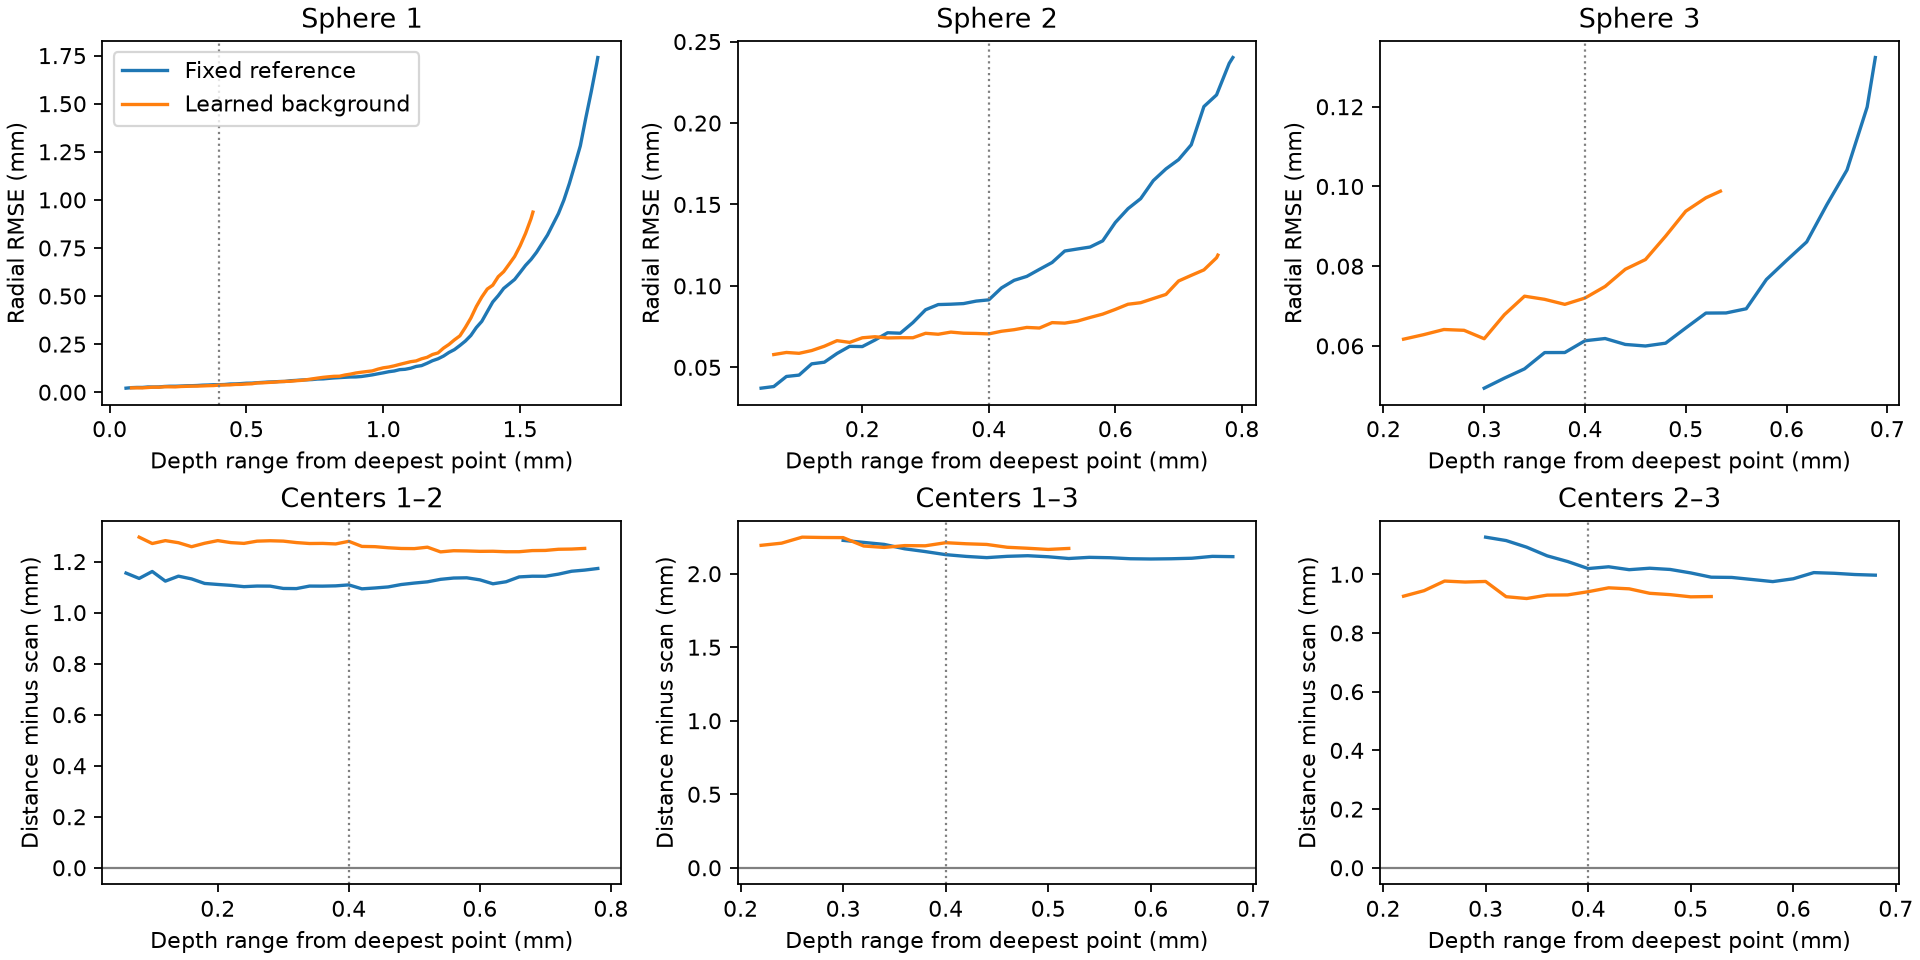 Sphere 1
Sphere 2
Sphere 3
Fixed reference
Learned background
Radial RMSE (mm)
1.75
1.50
1.25
1.00
0.75
0.50
0.25
0.00
0.0 0.5 1.0 1.5
Depth range from deepest point (mm)
Radial RMSE (mm)
0.25
0.20
0.15
0.10
0.05
0.2 0.4 0.6 0.8
Depth range from deepest point (mm)
Radial RMSE (mm)
0.12
0.10
0.08
0.06
0.2 0.3 0.4 0.5 0.6 0.7
Depth range from deepest point (mm)
Centers 1–2
Distance minus scan (mm)
1.2
1.0
0.8
0.6
0.4
0.2
0.0
0.2 0.4 0.6 0.8
Depth range from deepest point (mm)
Centers 1–3
Distance minus scan (mm)
2.0
1.5
1.0
0.5
0.0
0.2 0.3 0.4 0.5 0.6 0.7
Depth range from deepest point (mm)
Centers 2–3
Distance minus scan (mm)
1.0
0.8
0.6
0.4
0.2
0.0
0.2 0.3 0.4 0.5 0.6 0.7
Depth range from deepest point (mm)